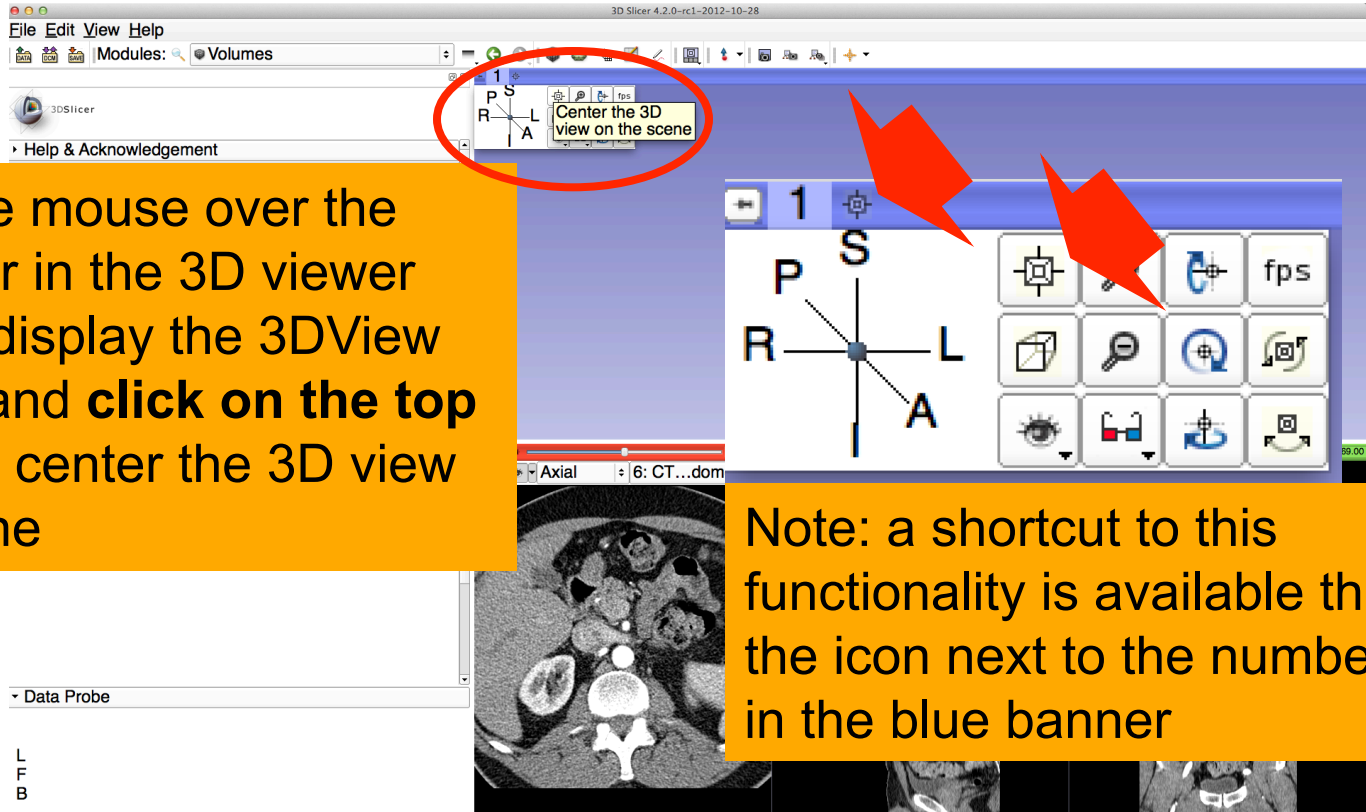 3D Slicer 4.2.0-rc1-2012-10-28
File Edit View Help
DATA DCM SAVE Modules: Volumes
1
3DSlicer
P S
R L
A
I
fps
Center the 3D
view on the scene
Help & Acknowledgement
e mouse over the
r in the 3D viewer
display the 3DView
and click on the top
center the 3D view
ne
1
S
P
fps
R L
A
I
69.00
Axial 6: CT...dom
Note: a shortcut to this
functionality is available th
the icon next to the numbe
in the blue banner
Data Probe
L
F
B